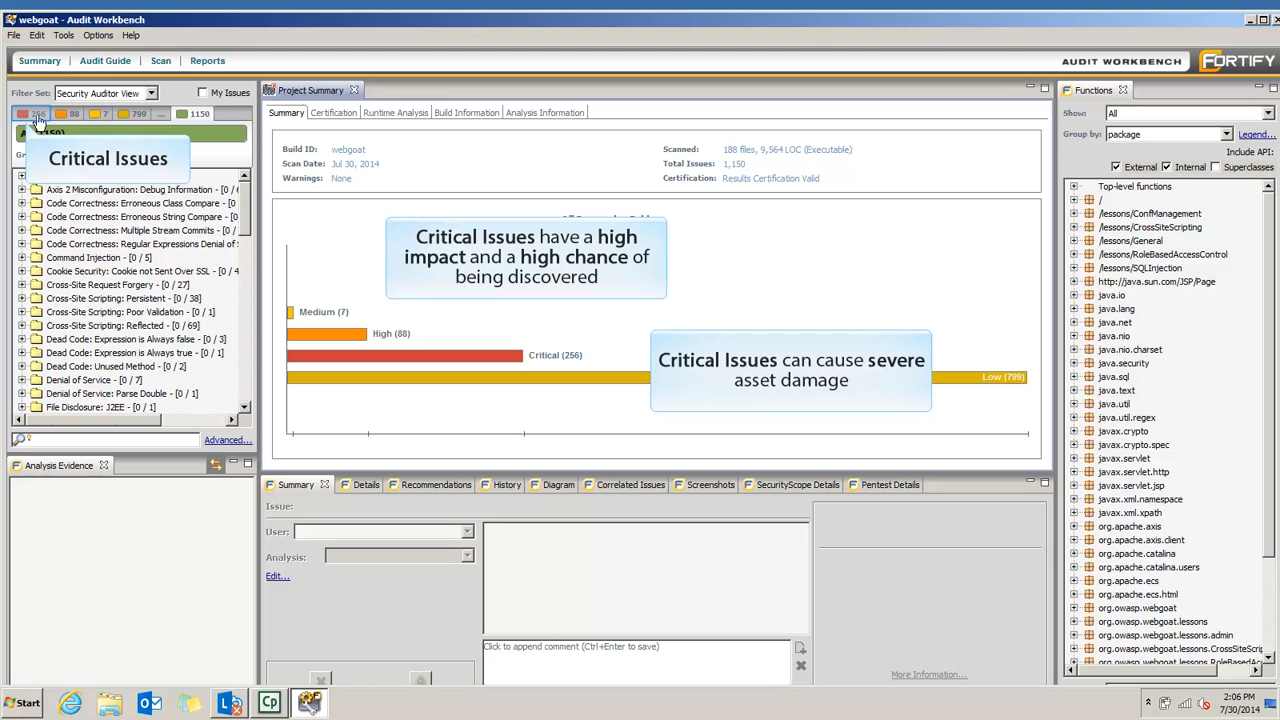 webgoat - Audit Workbench
File Edit Tools Options Help
Summary Audit Guide Scan Reports
AUDIT WORKBENCH FORTIFY
Filter Set: Security Auditor View My Issues
88 7 799 ... 1150
Critical Issues
Axis 2 Misconfiguration: Debug Information - [0 /
Code Correctness: Erroneous Class Compare - [0
Code Correctness: Erroneous String Compare - [0
Code Correctness: Multiple Stream Commits - [0
Code Correctness: Regular Expressions Denial of
Command Injection - [0 / 5]
Cookie Security: Cookie not Sent Over SSL - [0 / 4
Cross-Site Request Forgery - [0 / 27]
Cross-Site Scripting: Persistent - [0 / 38]
Cross-Site Scripting: Poor Validation - [0 / 1]
Cross-Site Scripting: Reflected - [0 / 69]
Dead Code: Expression is Always false - [0 / 3]
Dead Code: Expression is Always true - [0 / 1]
Dead Code: Unused Method - [0 / 2]
Denial of Service - [0 / 7]
Denial of Service: Parse Double - [0 / 1]
File Disclosure: J2EE - [0 / 1]
Advanced...
Analysis Evidence
Project Summary
Summary Certification Runtime Analysis Build Information Analysis Information
Build ID: webgoat
Scan Date: Jul 30, 2014
Warnings: None
Scanned: 188 files, 9,564 LOC (Executable)
Total Issues: 1,150
Certification: Results Certification Valid
Critical Issues have a high
impact and a high chance of
being discovered
Medium (7)
High (88)
Critical (256)
Low (799)
Critical Issues can cause severe
asset damage
Summary Details Recommendations History Diagram Correlated Issues Screenshots SecurityScope Details Pentest Details
Issue:
User:
Analysis:
Edit...
Click to append comment (Ctrl+Enter to save)
More Information...
Functions
Show: All
Group by: package Legend...
Include API:
External Internal Superclasses
Top-level functions
/
/lessons/ConfManagement
/lessons/CrossSiteScripting
/lessons/General
/lessons/RoleBasedAccessControl
/lessons/SQLInjection
http://java.sun.com/JSP/Page
java.io
java.lang
java.net
java.nio
java.nio.charset
java.security
java.sql
java.text
java.util
java.util.regex
javax.crypto
javax.crypto.spec
javax.servlet
javax.servlet.http
javax.servlet.jsp
javax.xml.namespace
javax.xml.xpath
org.apache.axis
org.apache.axis.client
org.apache.catalina
org.apache.catalina.users
org.apache.ecs
org.apache.ecs.html
org.owasp.webgoat
org.owasp.webgoat.lessons
org.owasp.webgoat.lessons.admin
org.owasp.webgoat.lessons.CrossSiteScrip
org.owasp.webgoat.lessons.RoleBasedAcces
Start
2:06 PM
7/30/2014